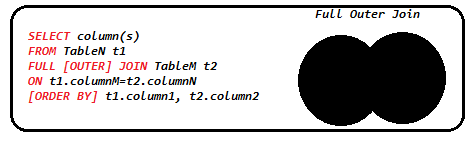 Full Outer Join
SELECT column(s)
FROM TableN t1
FULL [OUTER] JOIN TableM t2
ON t1.columnM=t2.columnN
[ORDER BY] t1.column1, t2.column2